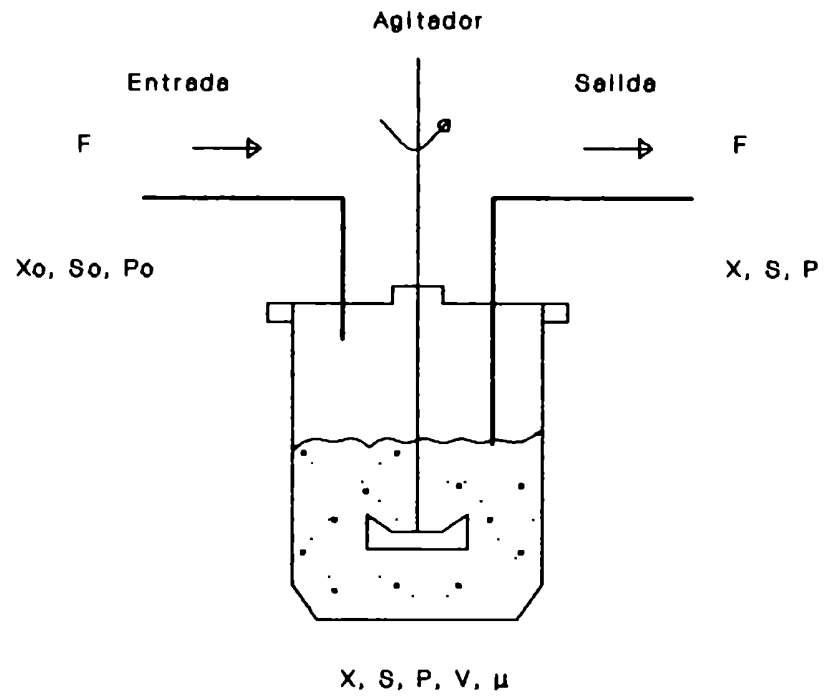 Agitador
Entrada
Salida
F
F
Xo, So, Po
X, S, P
X, S, P, V, µ